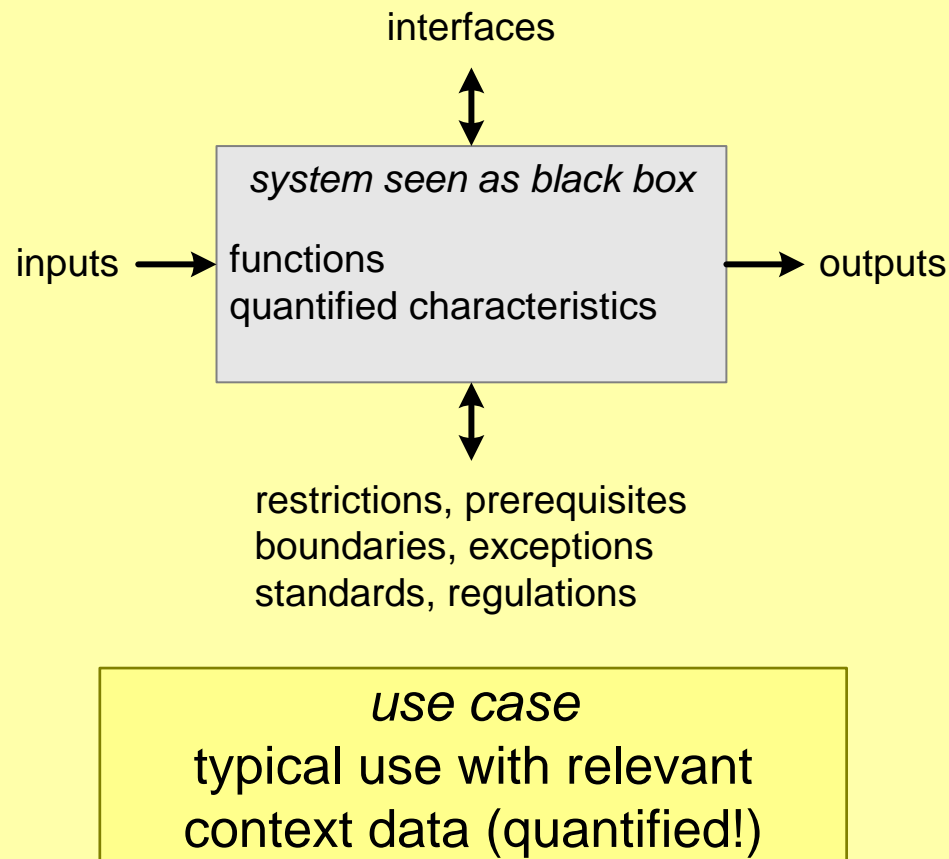 interfaces
system seen as black box
inputs
functions
outputs
quantified characteristics
restrictions, prerequisites
boundaries, exceptions
standards, regulations
use case
typical use with relevant
context data (quantified!)